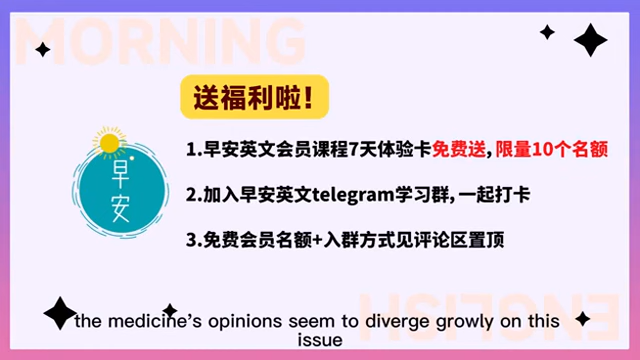 MORNING
送福利啦!
早安
1.早安英文会员课程7天体验卡免费送,限量10个名额
2.加入早安英文telegram学习群,一起打卡
3.免费会员名额+入群方式见评论区置顶
ENGLISH
the medicine's opinions seem to diverge growly on this
issue